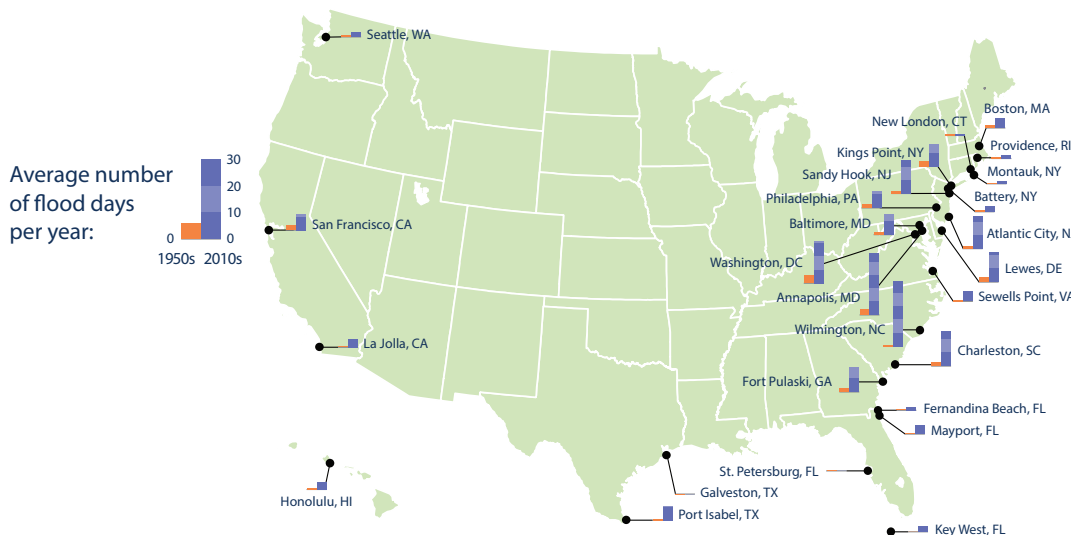 Seattle, WA
Boston, MA
New London, CT
Providence, RI
Kings Point, NY
Montauk, NY
Sandy Hook, NJ
Philadelphia, PA
Battery, NY
Baltimore, MD
Atlantic City, N
Average number
of flood days
per year:
30
20
10
0
0
1950s
2010s
San Francisco, CA
Washington, DC
Lewes, DE
Annapolis, MD
Sewells Point, VA
Wilmington, NC
La Jolla, CA
Charleston, SC
Fort Pulaski, GA
Fernandina Beach, FL
Mayport, FL
St. Petersburg, FL
Galveston, TX
Honolulu, HI
Port Isabel, TX
Key West, FL